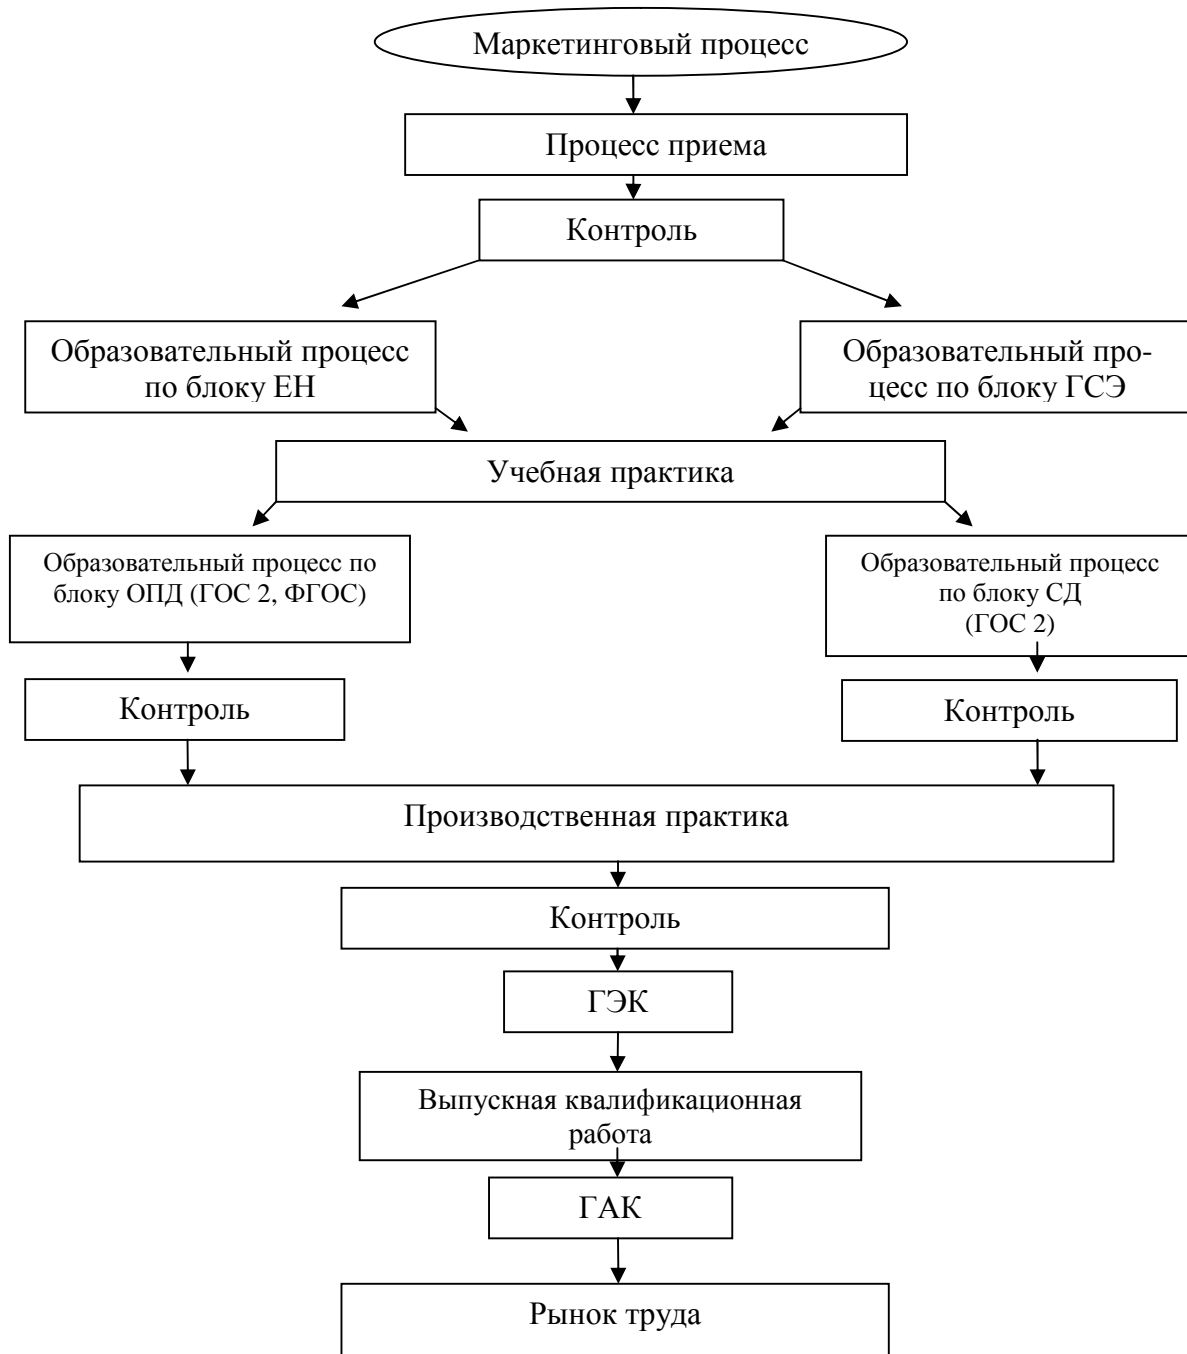 Маркетинговый процесс
Процесс приема
Контроль
Образовательный процесс
по блоку ЕН
Образовательный про-
цесс по блоку ГСЭ
Учебная практика
Образовательный процесс по
блоку ОПД (ГОС 2, ФГОС)
Образовательный процесс
по блоку СД
(ГОС 2)
Контроль
Контроль
Производственная практика
Контроль
ГЭК
Выпускная квалификационная
работа
ГАК
Рынок труда